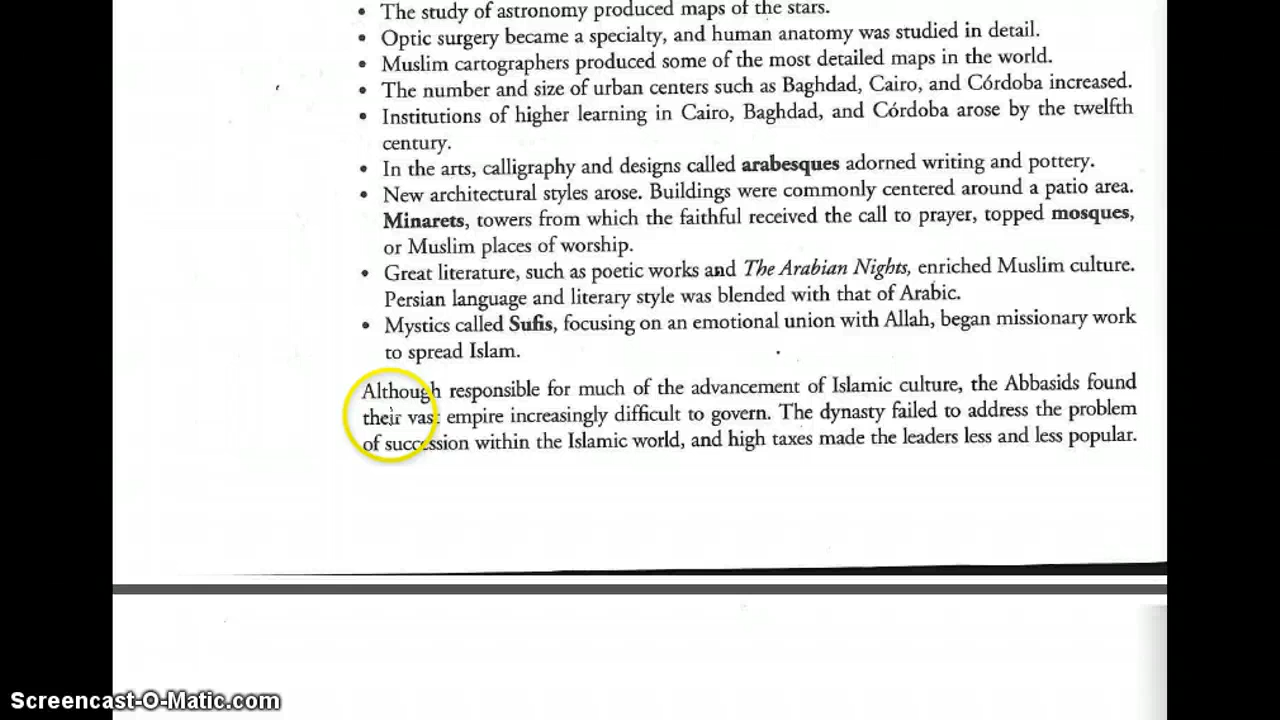 • The study of astronomy produced maps of the stars.
• Optic surgery became a specialty, and human anatomy was studied in detail.
• Muslim cartographers produced some of the most detailed maps in the world.
• The number and size of urban centers such as Baghdad, Cairo, and Córdoba increased.
• Institutions of higher learning in Cairo, Baghdad, and Córdoba arose by the twelfth
century.
• In the arts, calligraphy and designs called arabesques adorned writing and pottery.
• New architectural styles arose. Buildings were commonly centered around a patio area.
Minarets, towers from which the faithful received the call to prayer, topped mosques,
or Muslim places of worship.
• Great literature, such as poetic works and The Arabian Nights, enriched Muslim culture.
Persian language and literary style was blended with that of Arabic.
• Mystics called Sufis, focusing on an emotional union with Allah, began missionary work
to spread Islam.
Although responsible for much of the advancement of Islamic culture, the Abbasids found
their vast empire increasingly difficult to govern. The dynasty failed to address the problem
of succession within the Islamic world, and high taxes made the leaders less and less popular.
Screencast-O-Matic.com